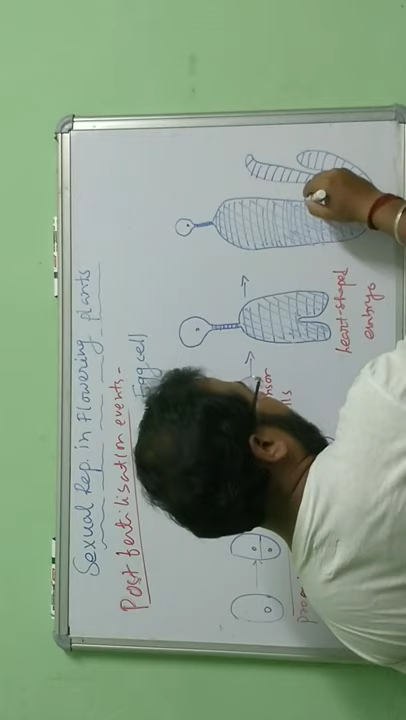 Sexual Rep. in Flowering plants
Post fertilisation events -
Egg cell
heart-shaped
embryo